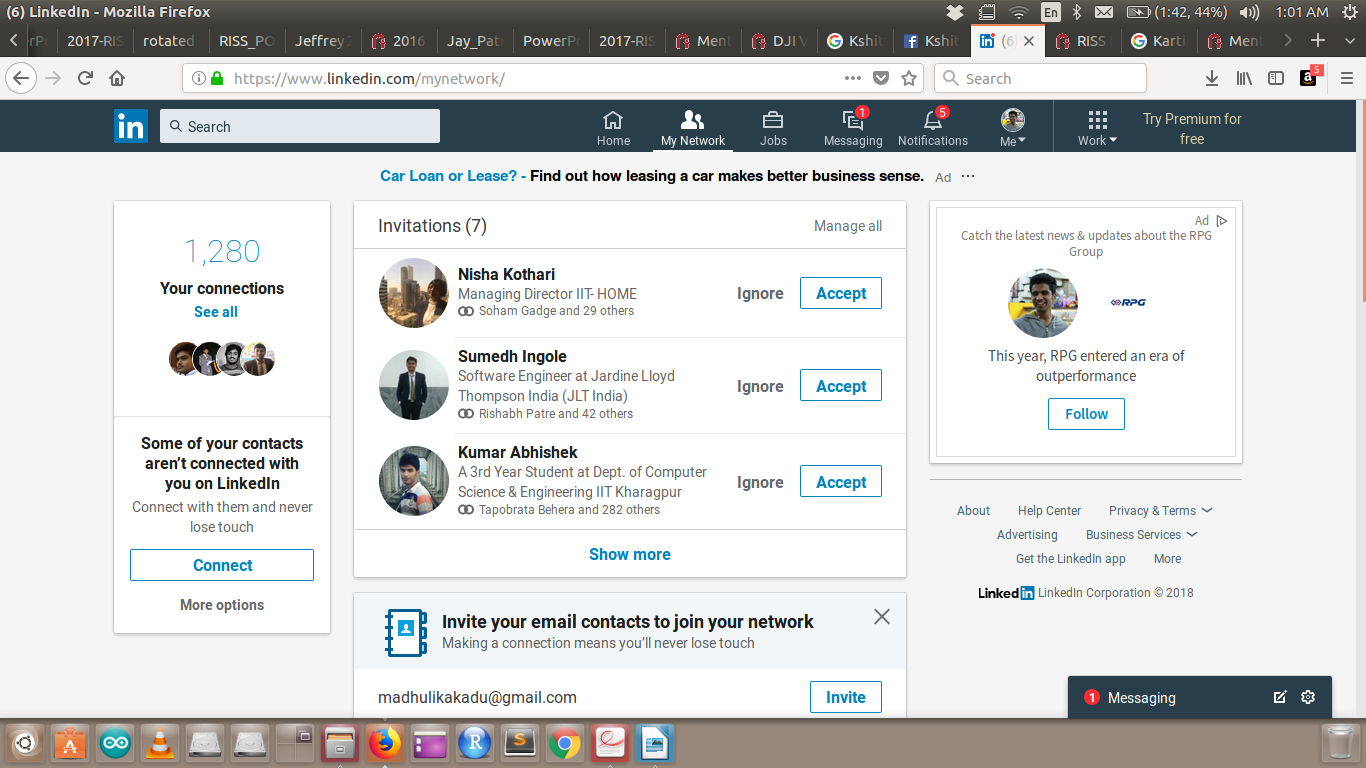 (6) LinkedIn - Mozilla Firefox
En
(1:42, 44%)
1:01 AM
2017-RIS
rotated
RISS_PO
Jeffrey
2016
Jay_Pat
PowerP
2017-RIS
Ment
DJI V
Kshit
Kshit
(6)
RISS
Karti
Ment
https://www.linkedin.com/mynetwork/
Search
5
in
Search
Home
My Network
Jobs
1
Messaging
5
Notifications
Me
Work
Try Premium for
free
Car Loan or Lease? - Find out how leasing a car makes better business sense. Ad
1,280
Your connections
See all
Some of your contacts
aren't connected with
you on LinkedIn
Connect with them and never
lose touch
Connect
More options
Invitations (7)
Manage all
Nisha Kothari
Managing Director IIT- HOME
Soham Gadge and 29 others
Ignore
Accept
Sumedh Ingole
Software Engineer at Jardine Lloyd
Thompson India (JLT India)
Rishabh Patre and 42 others
Ignore
Accept
Kumar Abhishek
A 3rd Year Student at Dept. of Computer
Science & Engineering IIT Kharagpur
Tapobrata Behera and 282 others
Ignore
Accept
Show more
Invite your email contacts to join your network
Making a connection means you'll never lose touch
madhulikakadu@gmail.com
Invite
Ad
Catch the latest news & updates about the RPG
Group
RPG
This year, RPG entered an era of
outperformance
Follow
About
Help Center
Privacy & Terms
Advertising
Business Services
Get the LinkedIn app
More
LinkedIn LinkedIn Corporation © 2018
1 Messaging